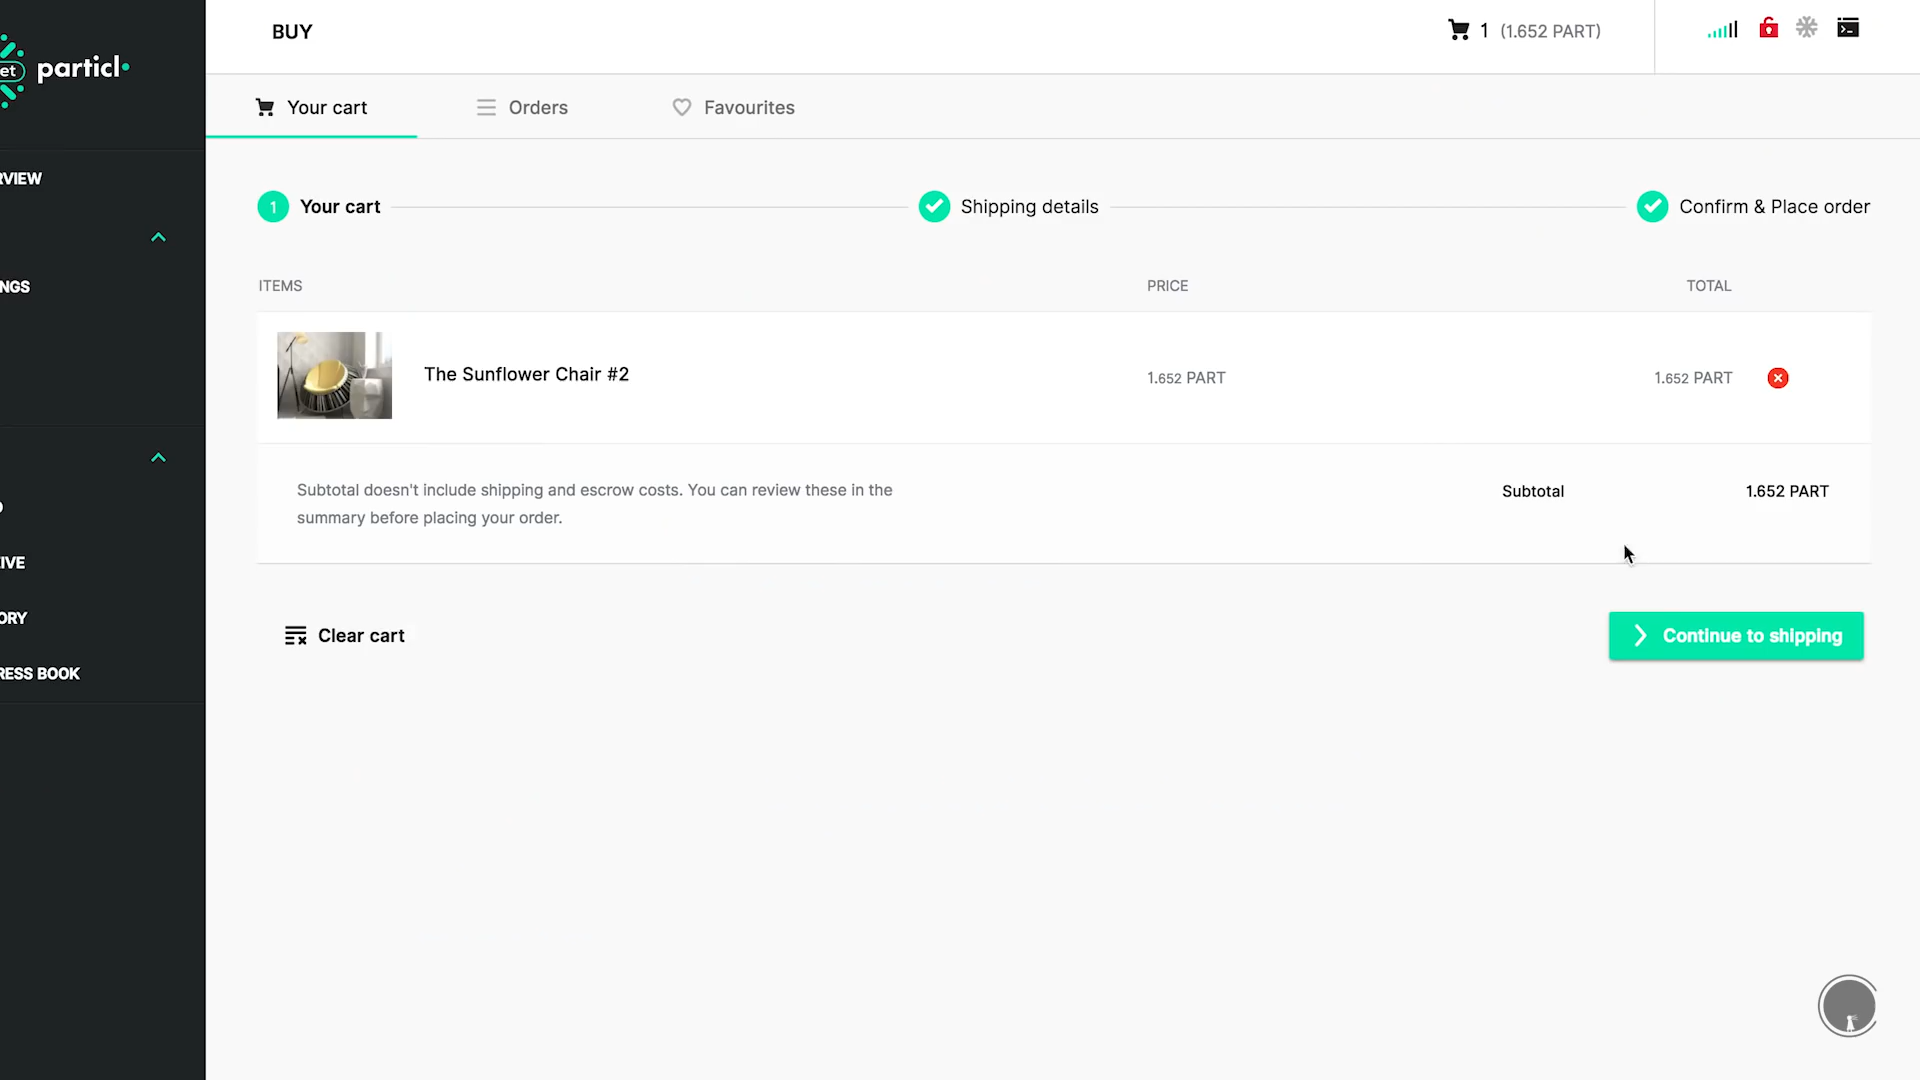 BUY
1 (1.652 PART)
et particl
Your cart
Orders
Favourites
RVIEW
1 Your cart
Shipping details
Confirm & Place order
NGS
ITEMS
PRICE
TOTAL
The Sunflower Chair #2
1.652 PART
1.652 PART
Subtotal doesn't include shipping and escrow costs. You can review these in the
summary before placing your order.
Subtotal
1.652 PART
IVE
ORY
RESS BOOK
Clear cart
Continue to shipping